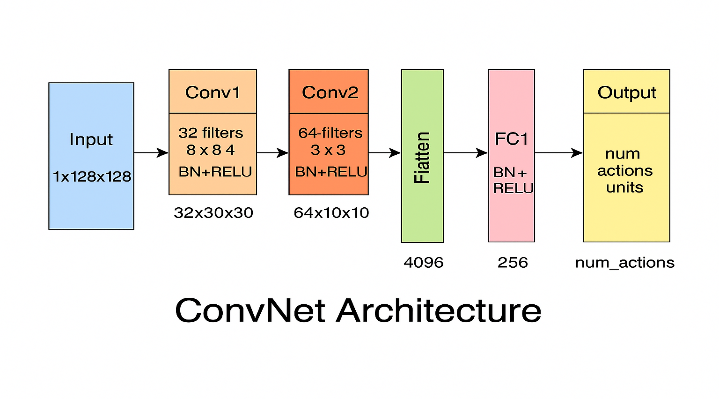 Input
1x128x128
Conv1
32 filters
8 x 8 4
BN+RELU
32x30x30
Conv2
64-filters
3 x 3
BN+RELU
64x10x10
Fiatten
4096
FC1
BN+
RELU
256
Output
num
actions
units
num_actions
ConvNet Architecture